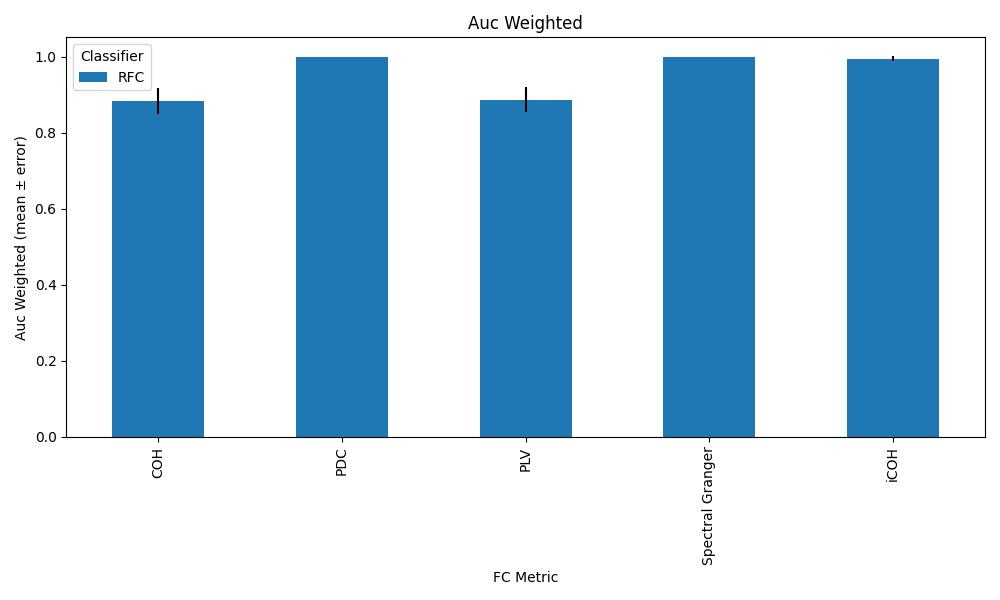 Auc Weighted
Classifier
RFC
Auc Weighted (mean ± error)
1.0
0.8
0.6
0.4
0.2
0.0
COH
PDC
PLV
Spectral Granger
iCOH
FC Metric